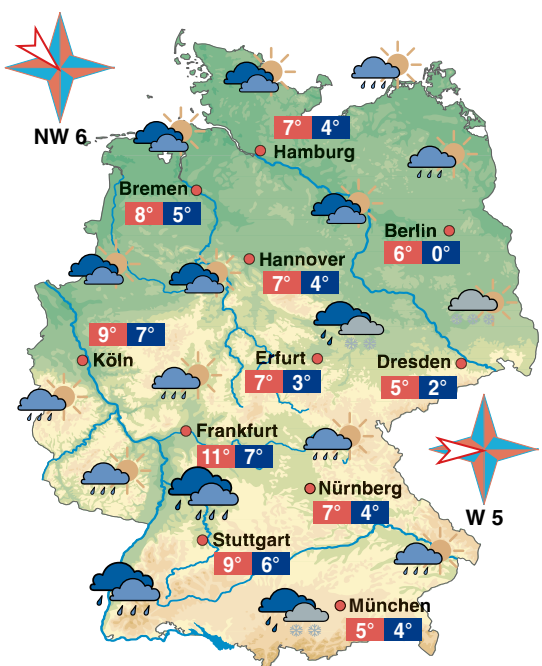 NW 6
7° 4°
Hamburg
Bremen
8° 5°
Berlin
6° 0°
Hannover
7° 4°
9° 7°
Köln
Erfurt
7° 3°
Dresden
5° 2°
Frankfurt
11° 7°
Nürnberg
7° 4°
W 5
Stuttgart
9° 6°
München
5° 4°